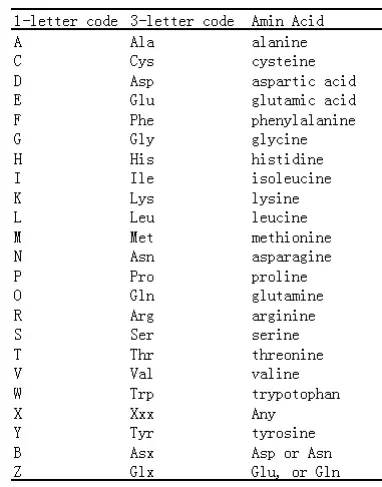 1-letter code 3-letter code Amin Acid
A Ala alanine
C Cys cysteine
D Asp aspartic acid
E Glu glutamic acid
F Phe phenylalanine
G Gly glycine
H His histidine
I Ile isoleucine
K Lys lysine
L Leu leucine
M Met methionine
N Asn asparagine
P Pro proline
O Gln glutamine
R Arg arginine
S Ser serine
T Thr threonine
V Val valine
W Trp trypotophan
X Xxx Any
Y Tyr tyrosine
B Asx Asp or Asn
Z Glx Glu, or Gln